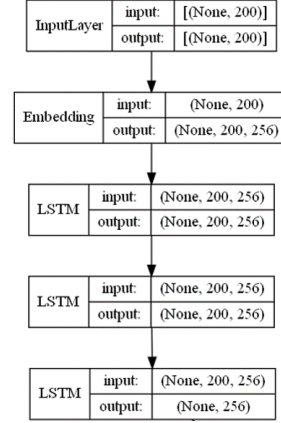 InputLayer
input: [(None, 200)]
output: [(None, 200)]
Embedding
input: (None, 200)
output: (None, 200, 256)
LSTM
input: (None, 200, 256)
output: (None, 200, 256)
LSTM
input: (None, 200, 256)
output: (None, 200, 256)
LSTM
input: (None, 200, 256)
output: (None, 256)